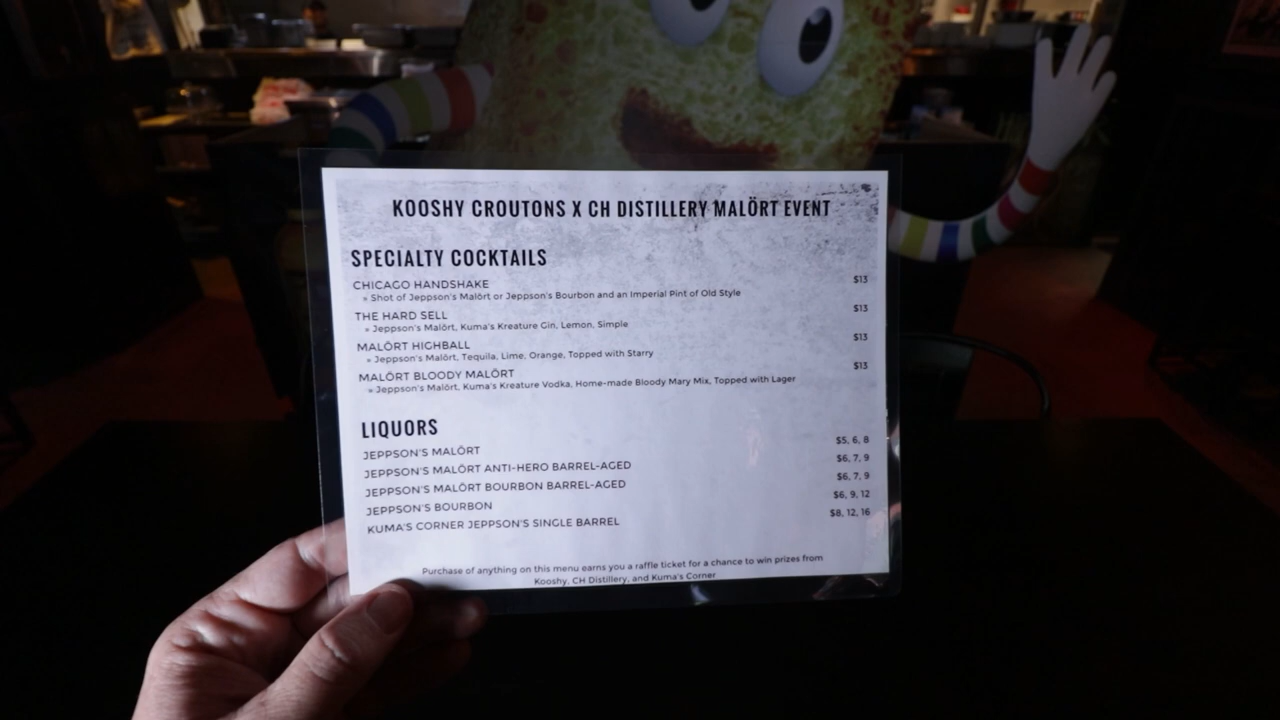 KOOSHY CROUTONS X CH DISTILLERY MALÖRT EVENT
SPECIALTY COCKTAILS
CHICAGO HANDSHAKE $13
» Shot of Jeppson's Malört or Jeppson's Bourbon and an Imperial Pint of Old Style
THE HARD SELL $13
» Jeppson's Malört, Kuma's Kreature Gin, Lemon, Simple
MALÖRT HIGHBALL $13
» Jeppson's Malört, Tequila, Lime, Orange, Topped with Starry
MALÖRT BLOODY MALÖRT $13
» Jeppson's Malört, Kuma's Kreature Vodka, Home-made Bloody Mary Mix, Topped with Lager
LIQUORS
JEPPSON'S MALÖRT $5, 6, 8
JEPPSON'S MALÖRT ANTI-HERO BARREL-AGED $6, 7, 9
JEPPSON'S MALÖRT BOURBON BARREL-AGED $6, 7, 9
JEPPSON'S BOURBON $6, 9, 12
KUMA'S CORNER JEPPSON'S SINGLE BARREL $8, 12, 16
Purchase of anything on this menu earns you a raffle ticket for a chance to win prizes from
Kooshy, CH Distillery, and Kuma's Corner